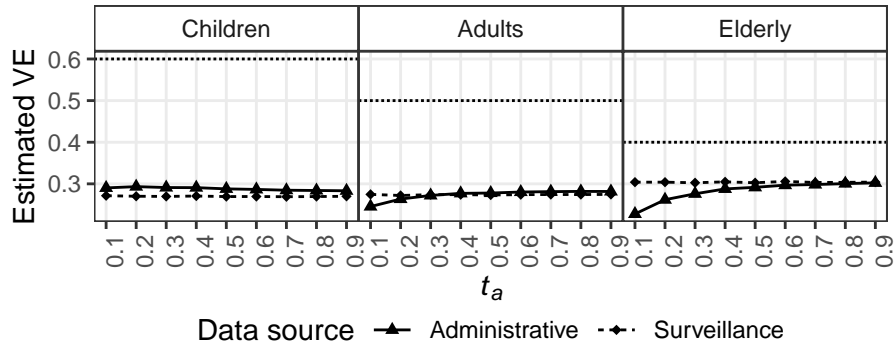 Children Adults Elderly
Estimated VE
0.6
0.5
0.4
0.3
0.1 0.2 0.3 0.4 0.5 0.6 0.7 0.8 0.9 0.1 0.2 0.3 0.4 0.5 0.6 0.7 0.8 0.9 0.1 0.2 0.3 0.4 0.5 0.6 0.7 0.8 0.9
t_a
Data source Administrative Surveillance